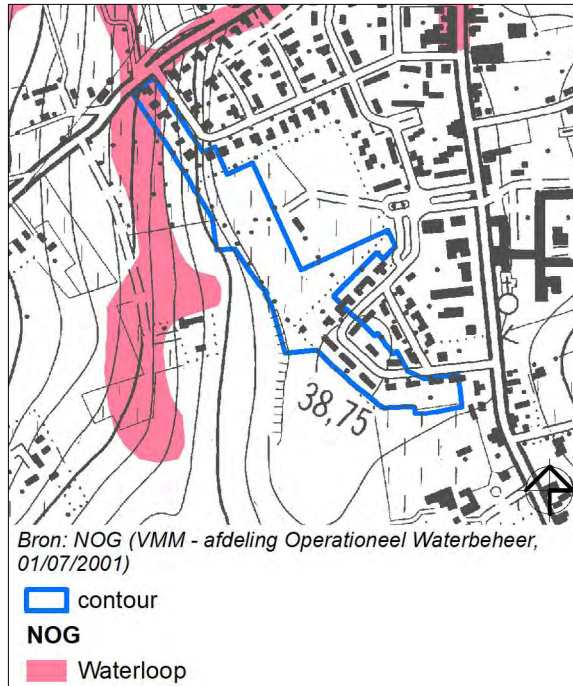 38,75
Bron: NOG (VMM - afdeling Operationeel Waterbeheer,
01/07/2001)
contour
NOG
Waterloop